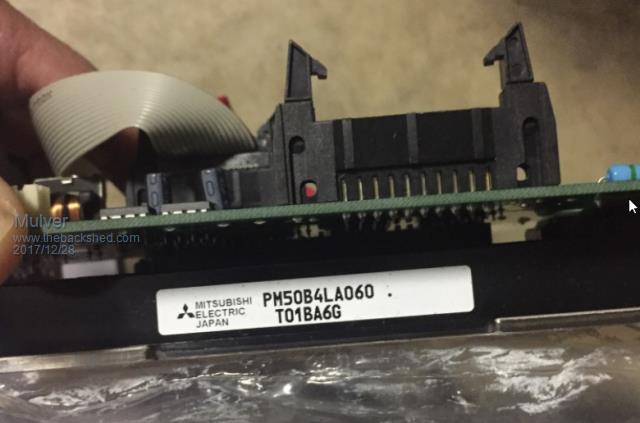 Mulver
www.thebackshed.com
2017/12/28
MITSUBISHI
ELECTRIC
JAPAN
PM50B4LA060 .
T01BA6G